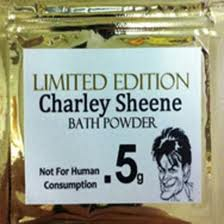 LIMITED EDITION
Charley Sheene
BATH POWDER
Not For Human
Consumption .5g